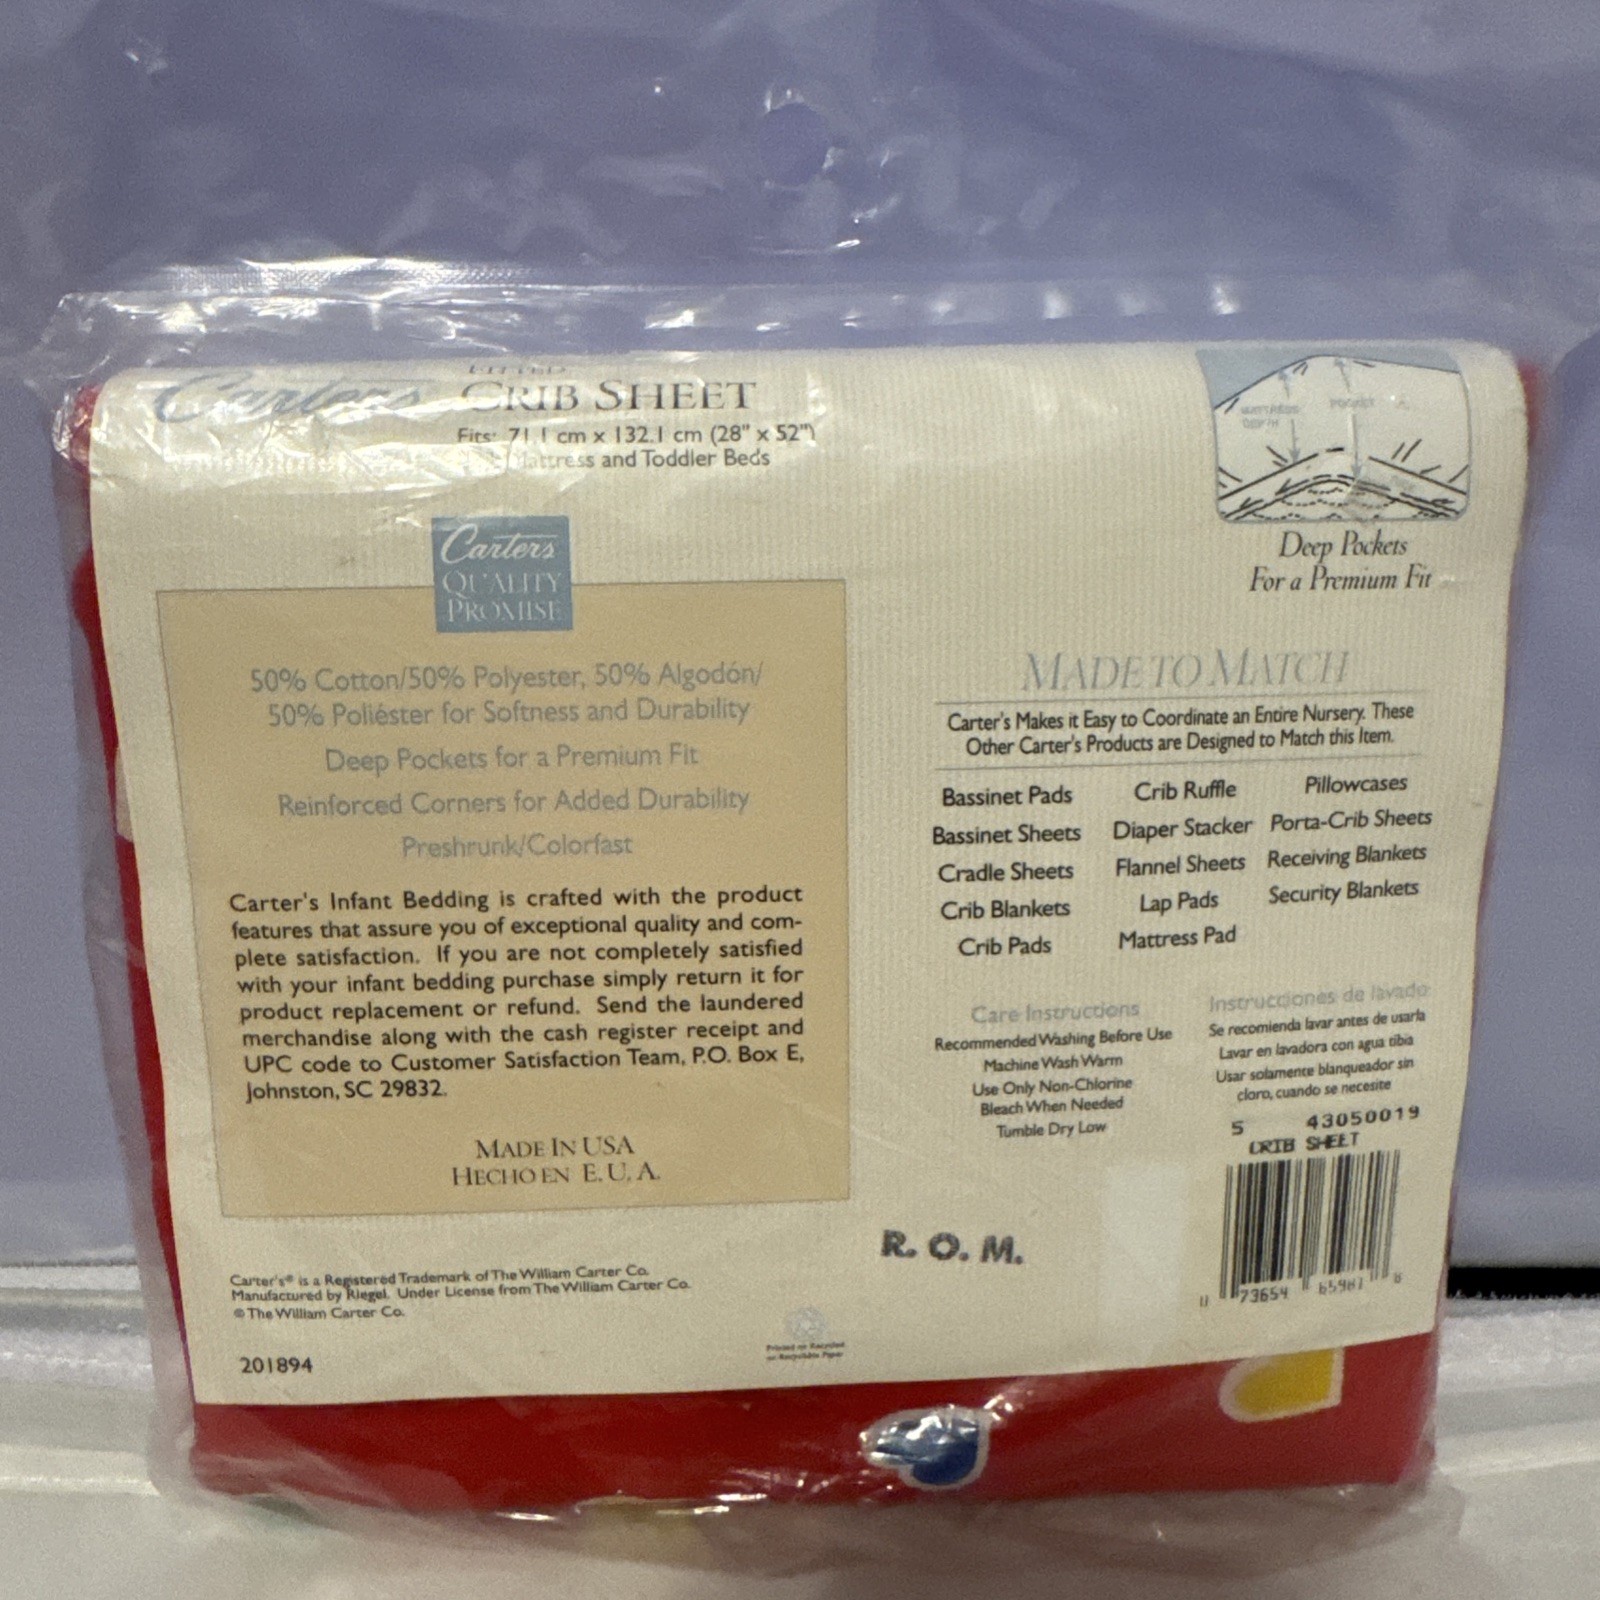 Carter's
FITTED
CRIB SHEET
Fits: 71.1 cm x 132.1 cm (28" x 52")
Mattress and Toddler Beds
Deep Pockets
For a Premium Fit
Carter's
QUALITY
PROMISE
50% Cotton/50% Polyester, 50% Algodón/
50% Poliéster for Softness and Durability
Deep Pockets for a Premium Fit
Reinforced Corners for Added Durability
Preshrunk/Colorfast
Carter's Infant Bedding is crafted with the product
features that assure you of exceptional quality and com-
plete satisfaction. If you are not completely satisfied
with your infant bedding purchase simply return it for
product replacement or refund. Send the laundered
merchandise along with the cash register receipt and
UPC code to Customer Satisfaction Team, P.O. Box E,
Johnston, SC 29832.
MADE IN USA
HECHO EN E. U. A.
Carter's® is a Registered Trademark of The William Carter Co.
Manufactured by Riegel. Under License from The William Carter Co.
© The William Carter Co.
201894
MADE TO MATCH
Carter's Makes it Easy to Coordinate an Entire Nursery. These
Other Carter's Products are Designed to Match this Item.
Bassinet Pads
Bassinet Sheets
Cradle Sheets
Crib Blankets
Crib Pads
Crib Ruffle
Diaper Stacker
Flannel Sheets
Lap Pads
Mattress Pad
Pillowcases
Porta-Crib Sheets
Receiving Blankets
Security Blankets
Care Instructions
Recommended Washing Before Use
Machine Wash Warm
Use Only Non-Chlorine
Bleach When Needed
Tumble Dry Low
Instrucciones de lavado
Se recomienda lavar antes de usarla
Lavar en lavadora con agua tibia
Usar solamente blanqueador sin
cloro, cuando se necesite
5 43050019
CRIB SHEET
0 73654 65981 8
R. O. M.
Printed on Recycled
or Recyclable Paper